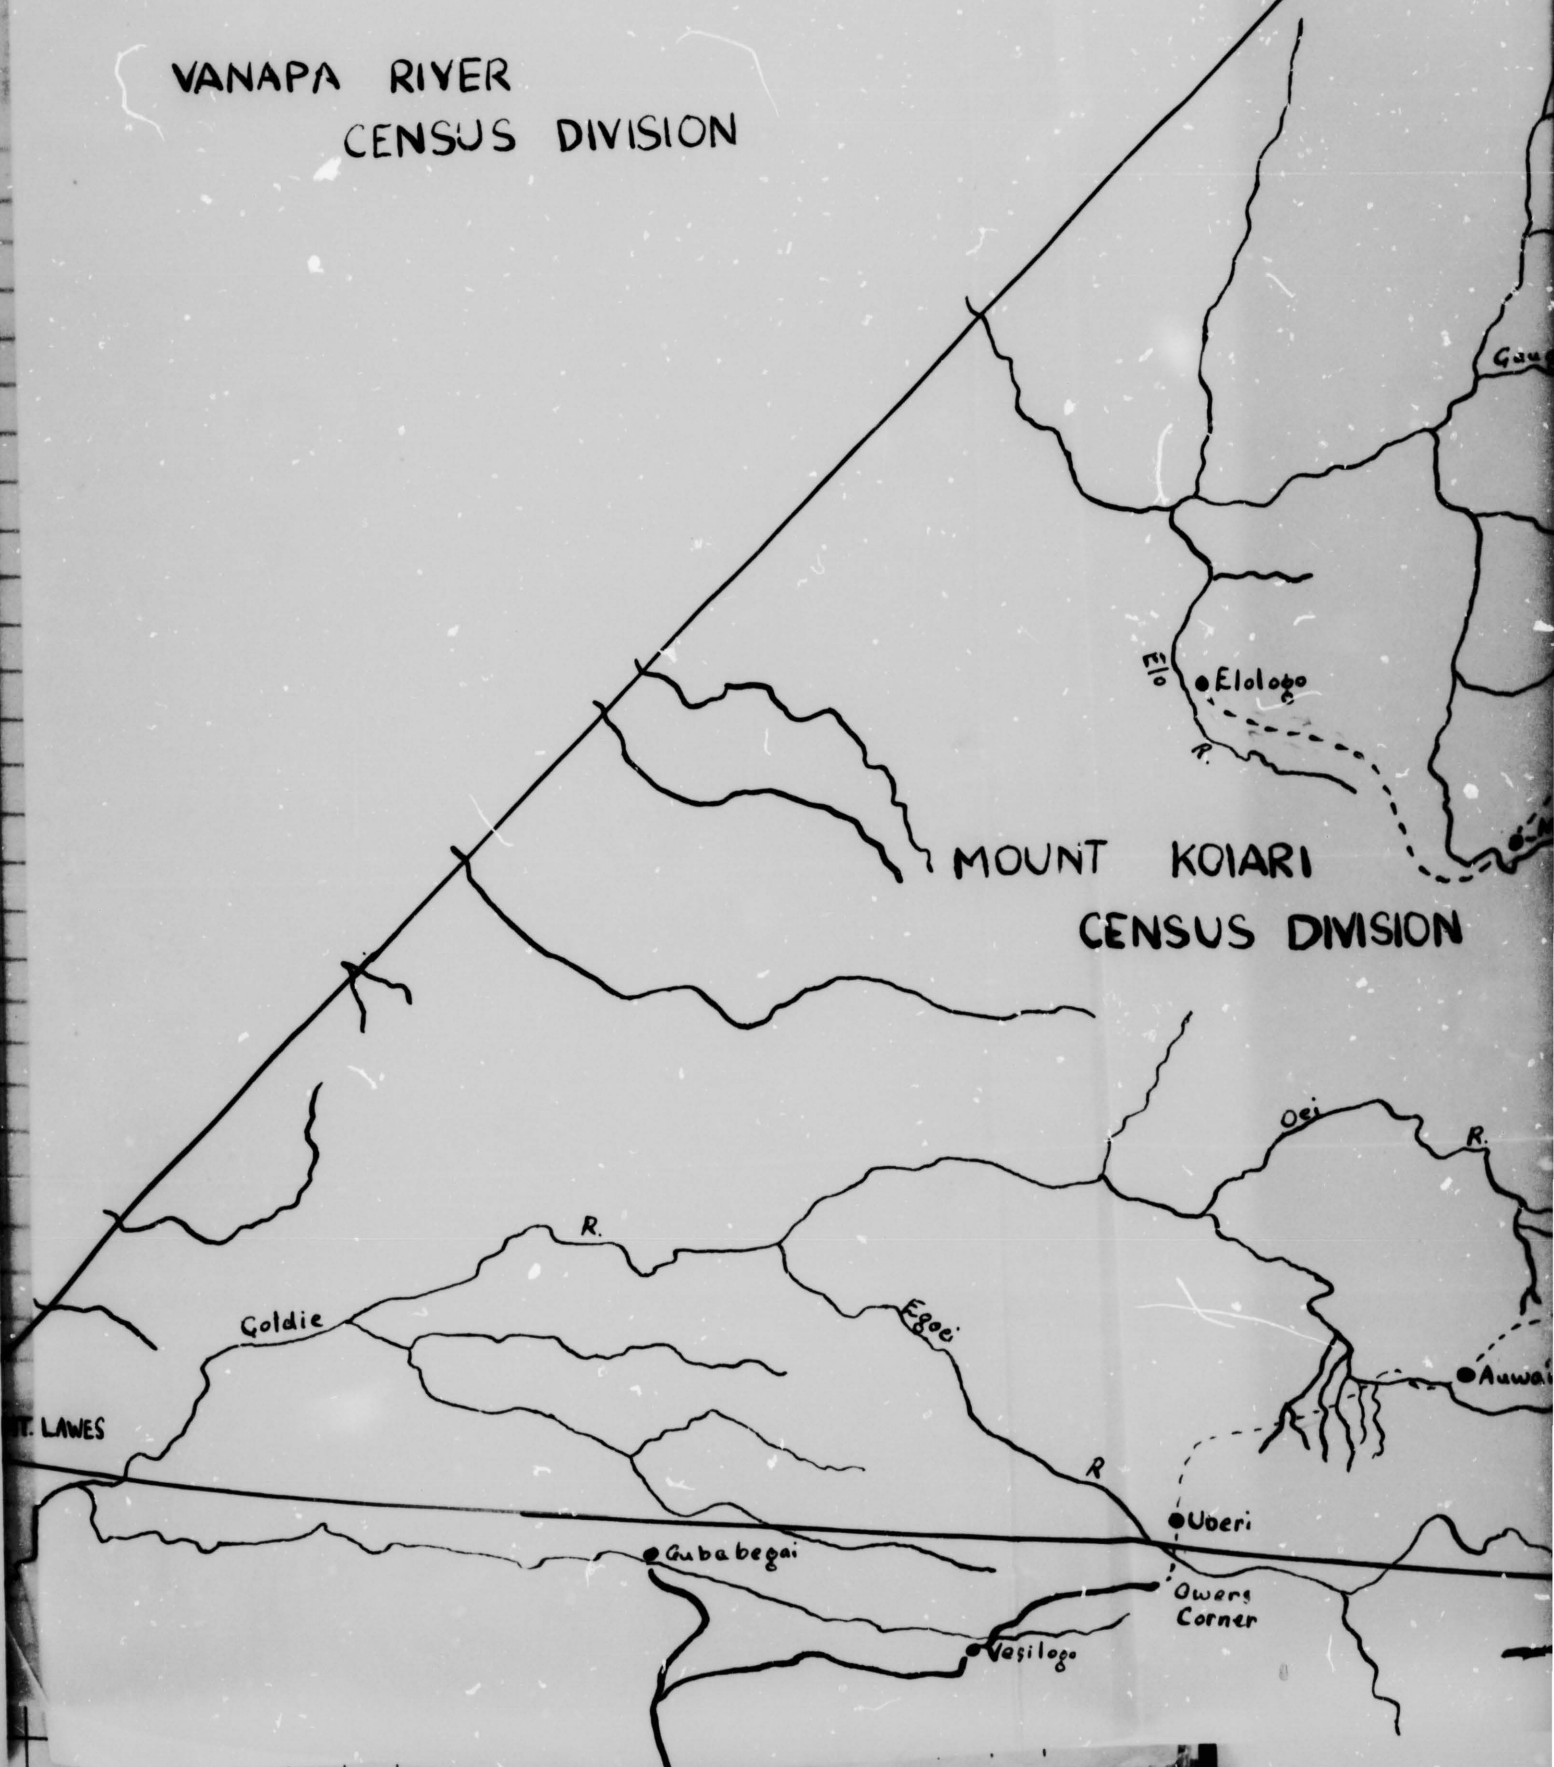 VANAPA RIVER
CENSUS DIVISION
Elo
Elologo
R.
MOUNT KOIARI
CENSUS DIVISION
Oei
R.
R.
Goldie
Egoei
R
T. LAWES
Uberi
Gubabegai
Owers
Corner
Vesilogo